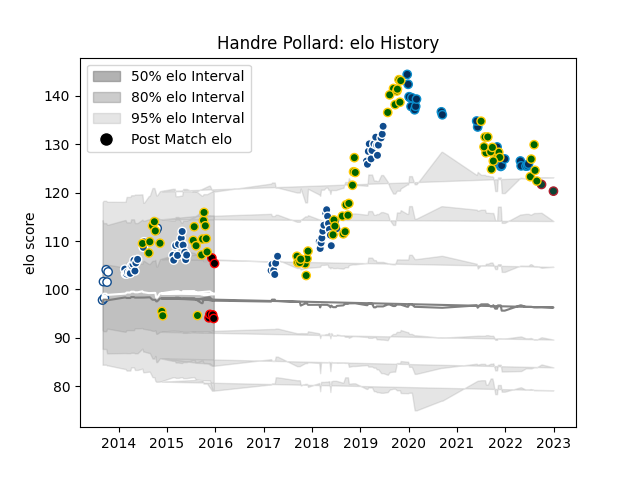 Handre Pollard: elo History
50% elo Interval
80% elo Interval
95% elo Interval
Post Match elo
elo score
140
130
120
110
100
90
80
2014 2015 2016 2017 2018 2019 2020 2021 2022 2023